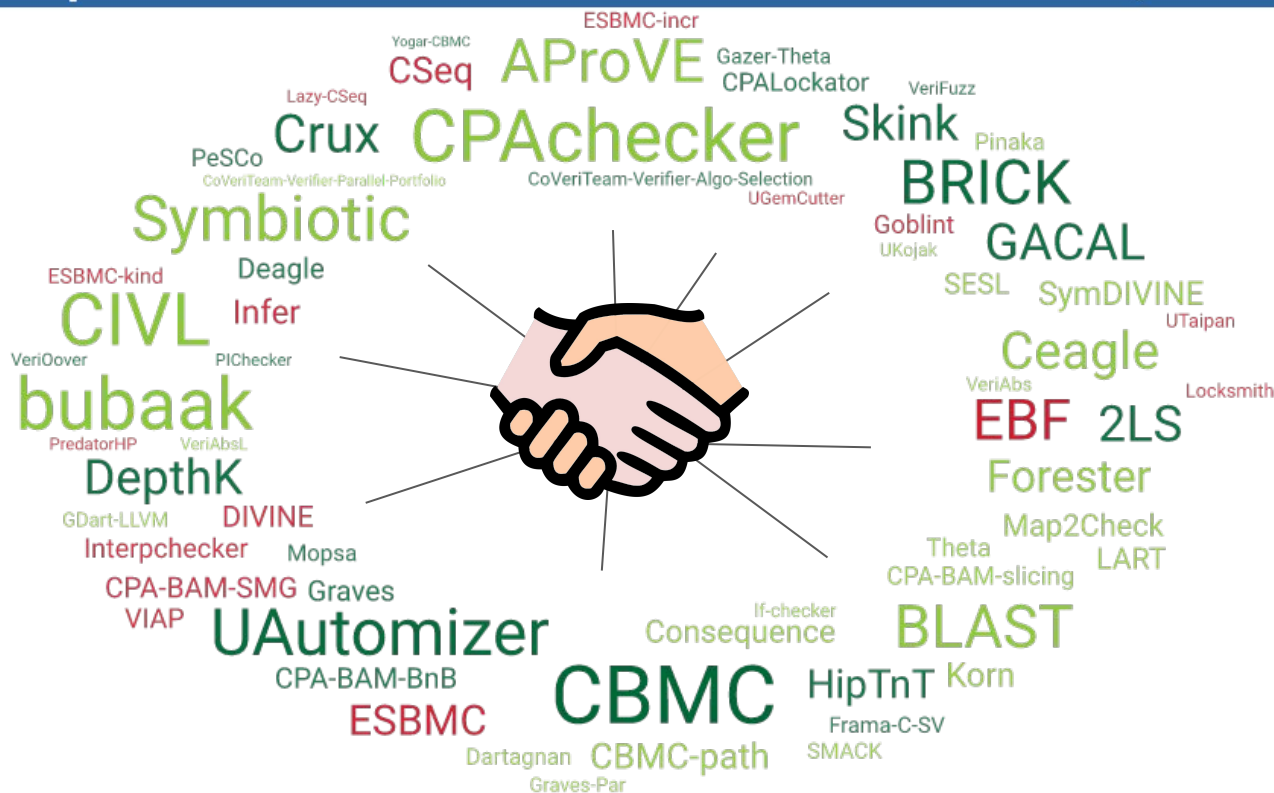 ESBMC-incr
Yogar-CBMC
AProVE
Gazer-Theta
CSeq
CPALockator
VeriFuzz
Lazy-CSeq
Crux
CPAchecker
Skink
Pinaka
PeSCo
CoVeriTeam-Verifier-Parallel-Portfolio
CoVeriTeam-Verifier-Algo-Selection
BRICK
UGemCutter
Symbiotic
Goblint
UKojak
GACAL
ESBMC-kind
Deagle
SESL
SymDIVINE
CIVL
Infer
UTaipan
VeriOover
PIChecker
Ceagle
bubaak
VeriAbs
Locksmith
EBF
2LS
PredatorHP
VeriAbsL
DepthK
Forester
GDart-LLVM
DIVINE
Map2Check
Interpchecker
Mopsa
Theta
LART
CPA-BAM-SMG
Graves
CPA-BAM-slicing
VIAP
UAutomizer
lf-checker
Consequence
BLAST
CPA-BAM-BnB
CBMC
HipTnT
Korn
ESBMC
Frama-C-SV
Dartagnan
CBMC-path
SMACK
Graves-Par